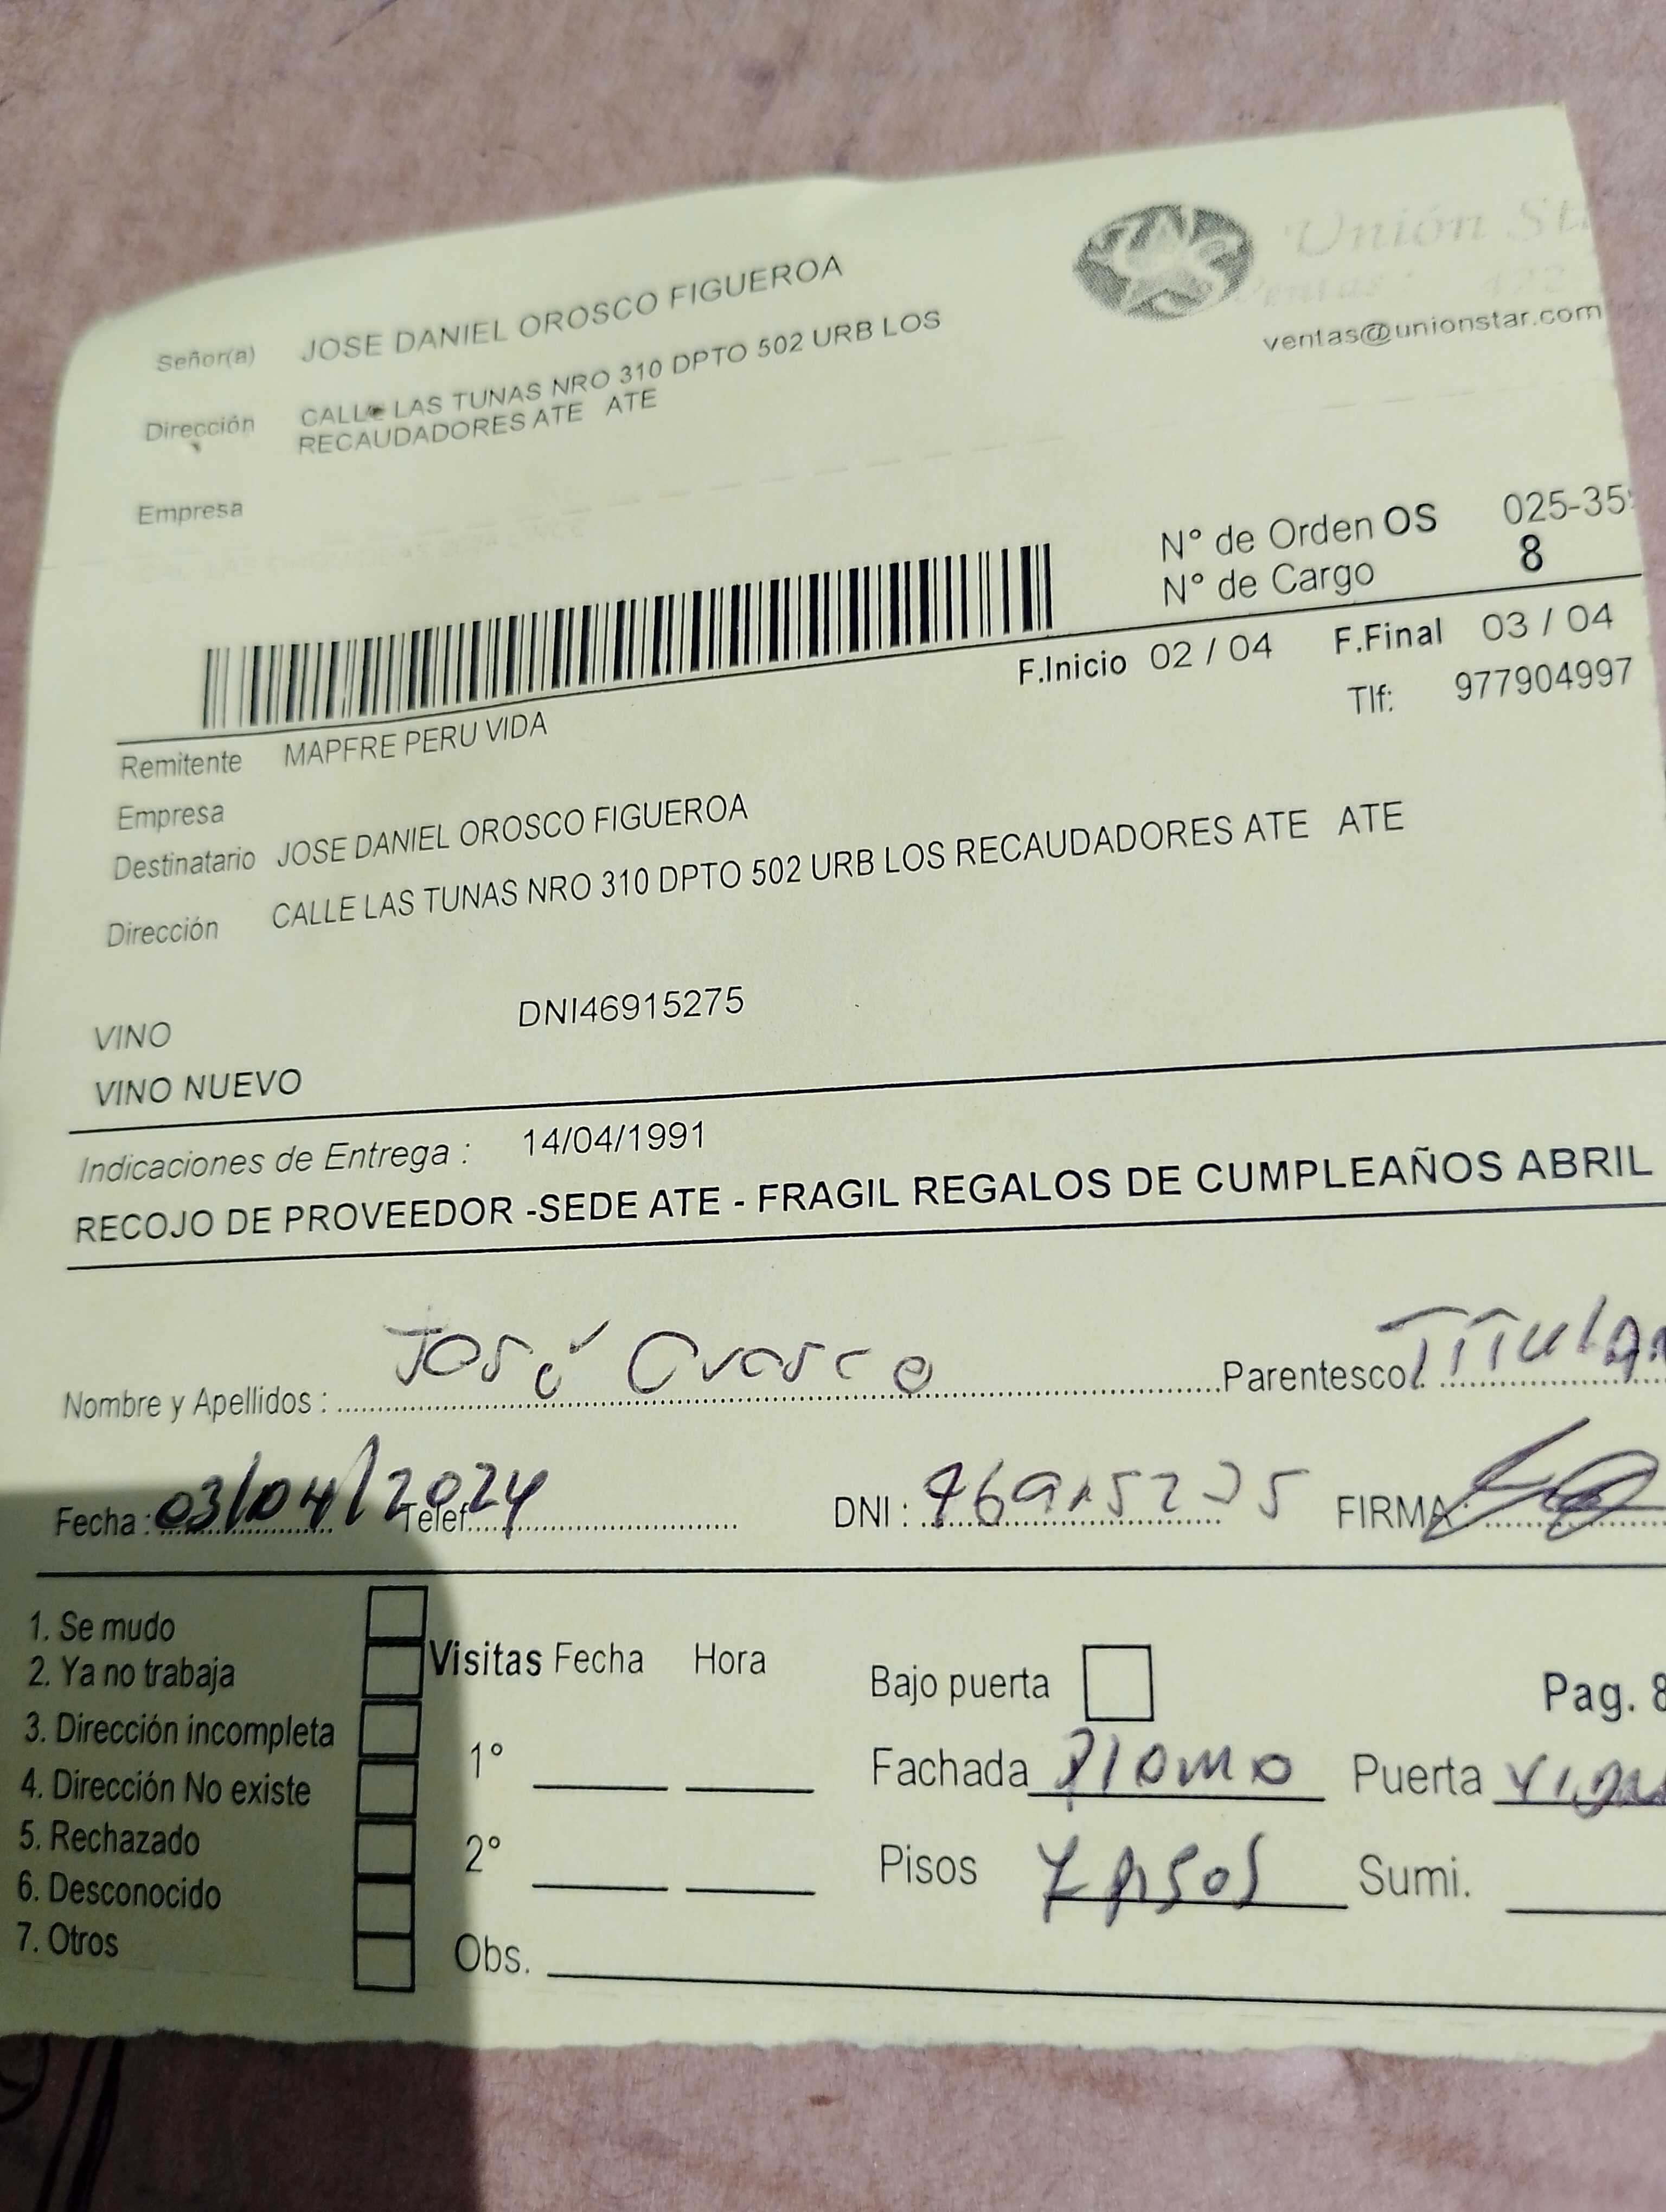 Unión
ventas@unionstar.com
Señor(a) JOSE DANIEL OROSCO FIGUEROA
Dirección CALLE LAS TUNAS NRO 310 DPTO 502 URB LOS
RECAUDADORES ATE ATE
Empresa
N° de Orden OS 025-35
N° de Cargo 8
F.Inicio 02 / 04 F.Final 03 / 04
Tlf: 977904997
Remitente MAPFRE PERU VIDA
Empresa
Destinatario JOSE DANIEL OROSCO FIGUEROA
Dirección CALLE LAS TUNAS NRO 310 DPTO 502 URB LOS RECAUDADORES ATE ATE
VINO DNI46915275
VINO NUEVO
Indicaciones de Entrega : 14/04/1991
RECOJO DE PROVEEDOR -SEDE ATE - FRAGIL REGALOS DE CUMPLEAÑOS ABRIL
Nombre y Apellidos : José Orosco Parentesco: Titular
Fecha : 03/04/2024 Telef. DNI : 46915275 FIRMA :
1. Se mudo
2. Ya no trabaja
3. Dirección incompleta
4. Dirección No existe
5. Rechazado
6. Desconocido
7. Otros
Visitas Fecha Hora
1°
2°
Obs.
Bajo puerta Pag. 8
Fachada Plomo Puerta
Pisos Sumi.